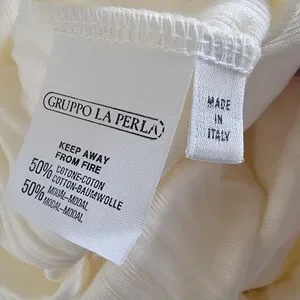 GRUPPO LA PERLA
KEEP AWAY
FROM FIRE
50% COTONE-COTON
COTTON-BAUMWOLLE
50% MODAL-MODAL
MODAL-MODAL
MADE
IN
ITALY